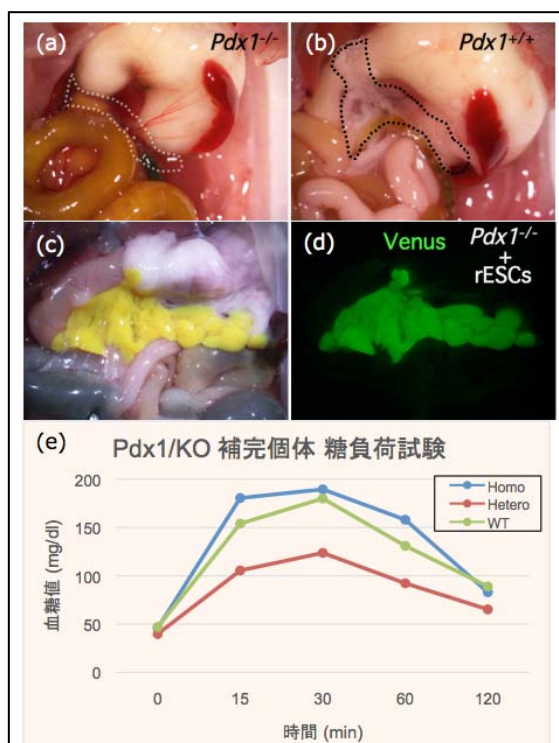 (a) Pdx1-/-
(b) Pdx1+/+
(c)
(d) Venus Pdx1-/-
+
rESCs
(e) Pdx1/KO 補完個体 糖負荷試験
血糖値 (mg/dl)
200
150
100
50
0
Homo
Hetero
WT
0 15 30 60 120
時間 (min)